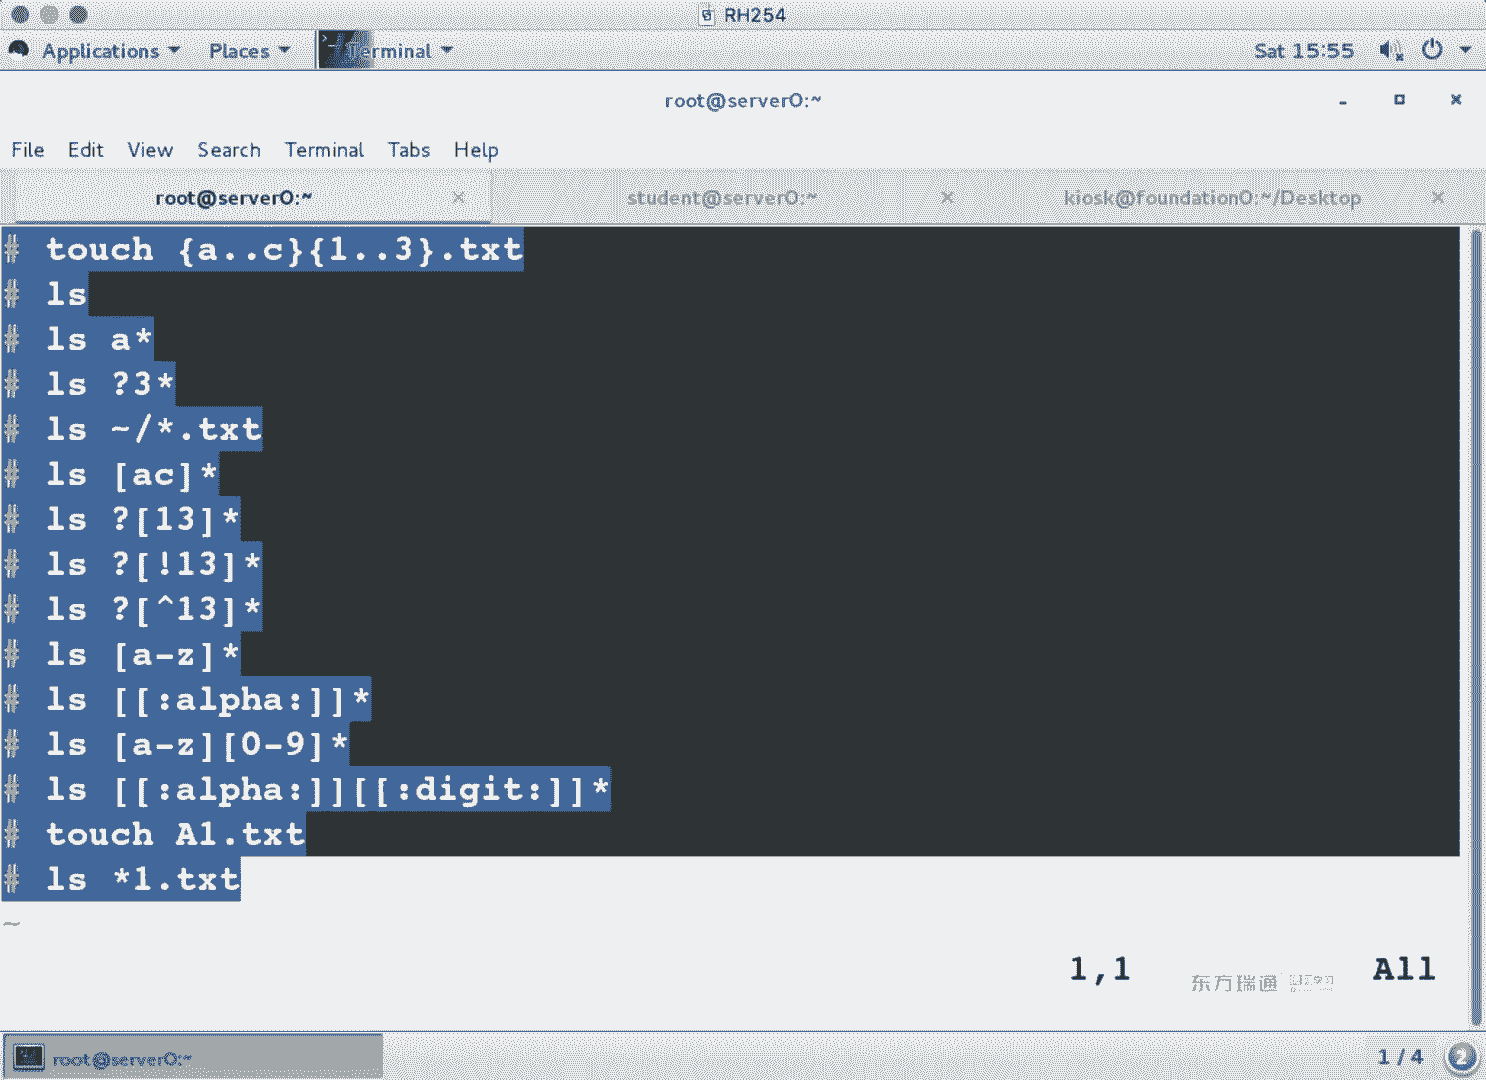 RH254
Applications Places Terminal Sat 15:55
root@server0:~
File Edit View Search Terminal Tabs Help
root@server0:~ student@server0:~ kiosk@foundation0:~/Desktop
# touch {a..c}{1..3}.txt
# ls
# ls a*
# ls ?3*
# ls ~/*.txt
# ls [ac]*
# ls ?[13]*
# ls ?[!13]*
# ls ?[^13]*
# ls [a-z]*
# ls [[:alpha:]]*
# ls [a-z][0-9]*
# ls [[:alpha:]][[:digit:]]*
# touch A1.txt
# ls *1.txt
~
1,1 All
东方瑞通
root@server0:~ 1 / 4 2